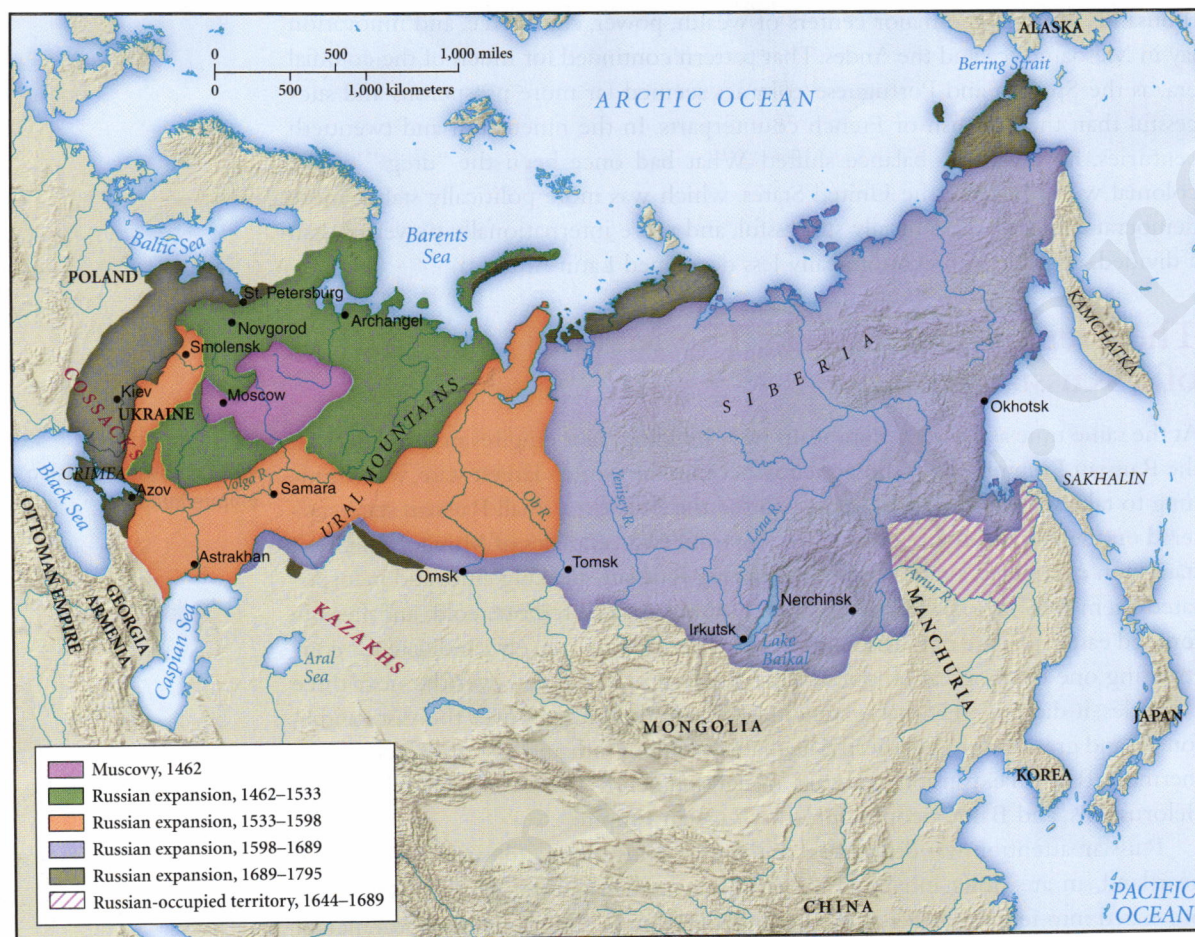 0 500 1,000 miles
0 500 1,000 kilometers
ALASKA
Bering Strait
ARCTIC OCEAN
Barents
Sea
Baltic Sea
POLAND
St. Petersburg
Novgorod
Archangel
Smolensk
COSSACKS
Kiev
UKRAINE
Moscow
URAL MOUNTAINS
SIBERIA
KAMCHATKA
Okhotsk
SAKHALIN
CRIMEA
Azov
Black Sea
Volga R.
Samara
Ob R.
Yenisey R.
Lena R.
Amur R.
OTTOMAN EMPIRE
GEORGIA
ARMENIA
Astrakhan
Caspian Sea
Omsk
Tomsk
Nerchinsk
Irkutsk
Lake
Baikal
MANCHURIA
KAZAKHS
Aral
Sea
MONGOLIA
JAPAN
KOREA
CHINA
PACIFIC
OCEAN
Muscovy, 1462
Russian expansion, 1462–1533
Russian expansion, 1533–1598
Russian expansion, 1598–1689
Russian expansion, 1689–1795
Russian-occupied territory, 1644–1689